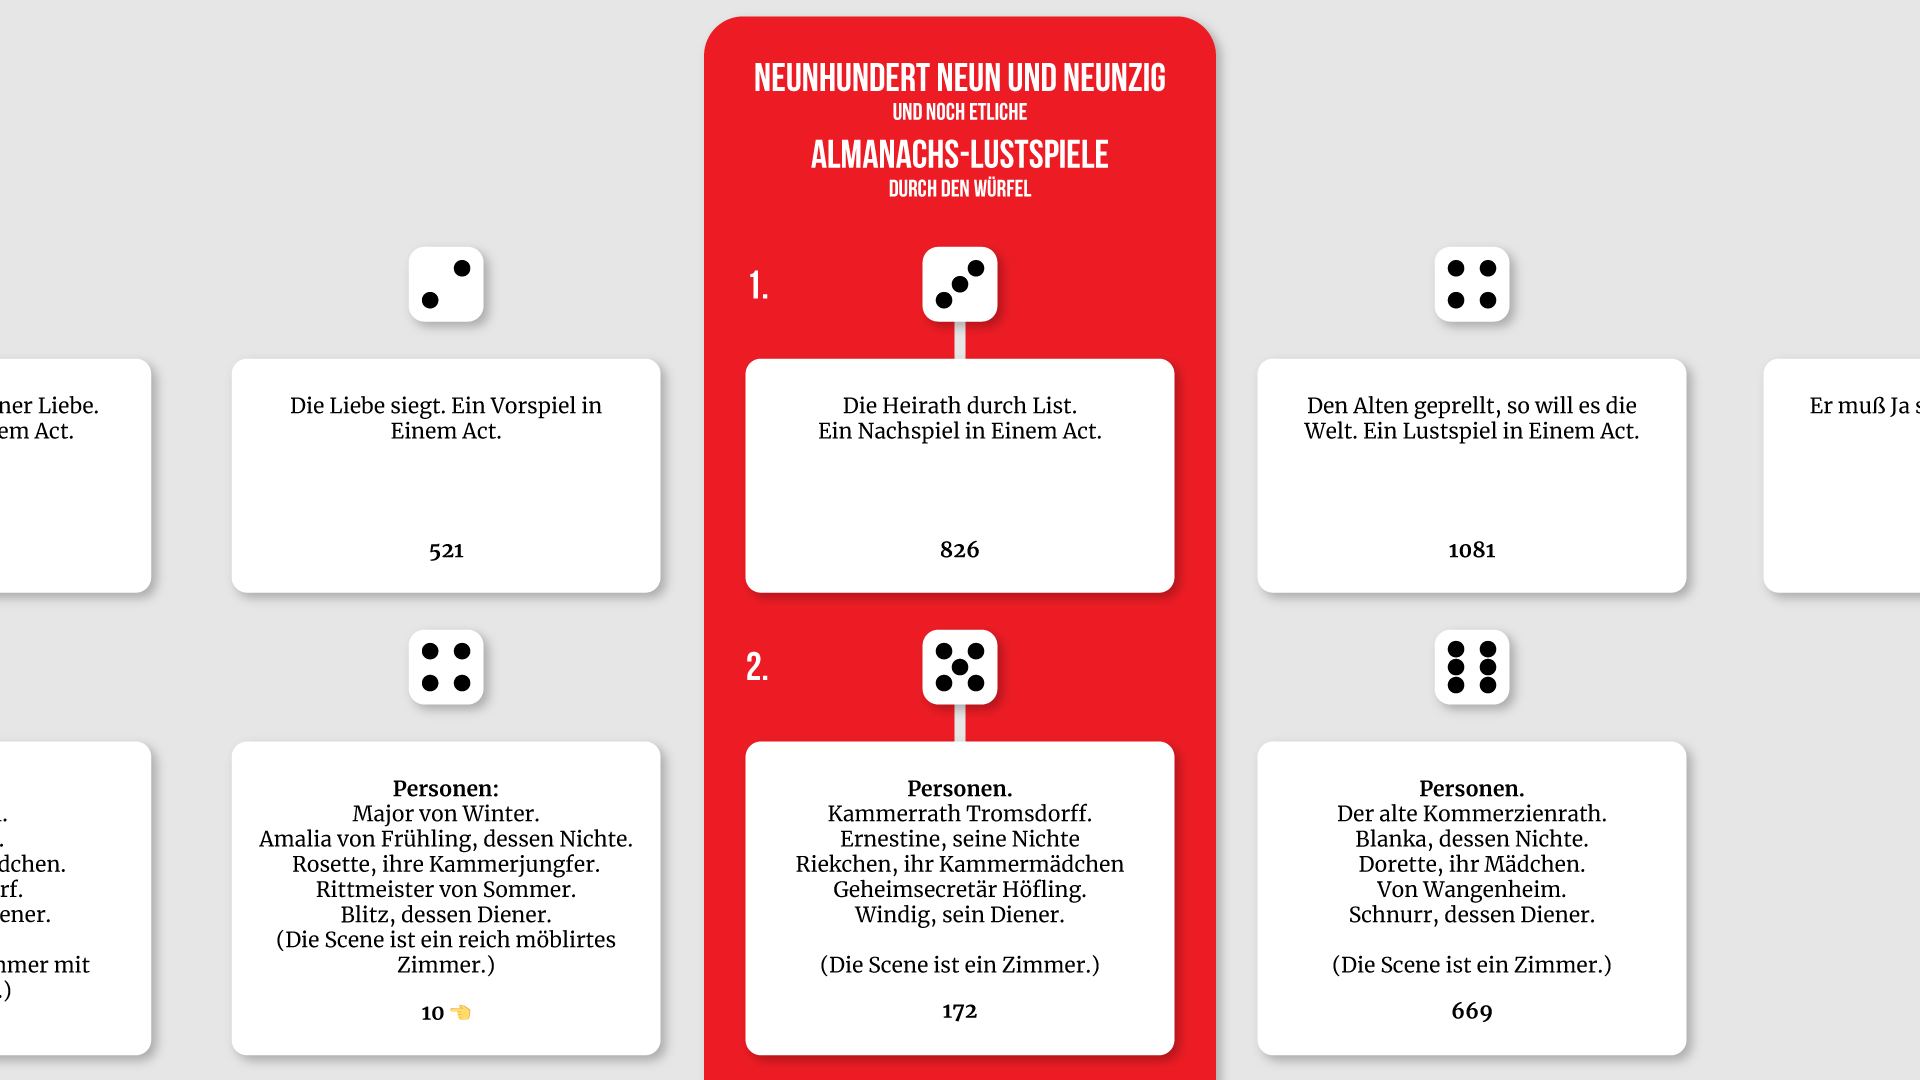 NEUNHUNDERT NEUN UND NEUNZIG
UND NOCH ETLICHE
ALMANACHS-LUSTSPIELE
DURCH DEN WÜRFEL
1.
ner Liebe.
em Act.
Die Liebe siegt. Ein Vorspiel in
Einem Act.
521
Die Heirath durch List.
Ein Nachspiel in Einem Act.
826
Den Alten geprellt, so will es die
Welt. Ein Lustspiel in Einem Act.
1081
Er muß Ja s
2.
dchen.
rf.
ener.
mer mit
.)
Personen:
Major von Winter.
Amalia von Frühling, dessen Nichte.
Rosette, ihre Kammerjungfer.
Rittmeister von Sommer.
Blitz, dessen Diener.
(Die Scene ist ein reich möblirtes
Zimmer.)
10 👈
Personen.
Kammerrath Tromsdorff.
Ernestine, seine Nichte
Riekchen, ihr Kammermädchen
Geheimsecretär Höfling.
Windig, sein Diener.
(Die Scene ist ein Zimmer.)
172
Personen.
Der alte Kommerzienrath.
Blanka, dessen Nichte.
Dorette, ihr Mädchen.
Von Wangenheim.
Schnurr, dessen Diener.
(Die Scene ist ein Zimmer.)
669